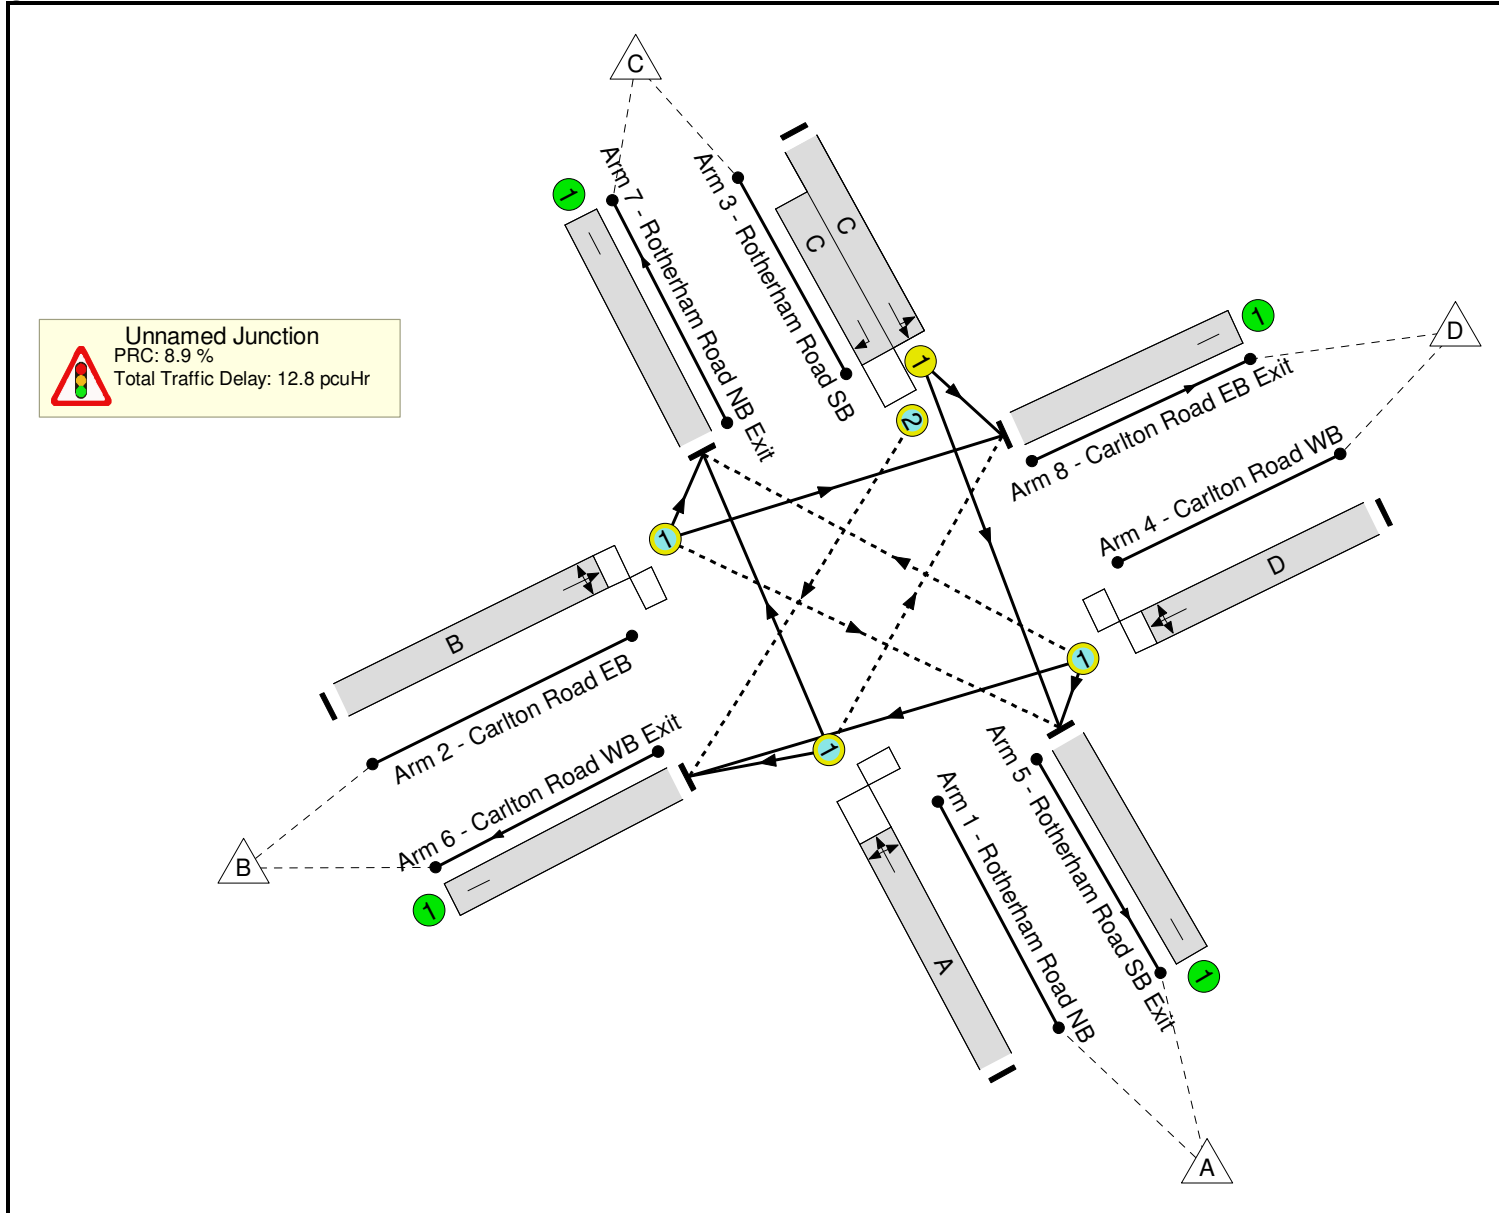 C
Arm 7 - Rotherham Road NB Exit
Arm 3 - Rotherham Road SB
C
C
1
1
D
Unnamed Junction
PRC: 8.9 %
Total Traffic Delay: 12.8 pcuHr
1
2
Arm 8 - Carlton Road EB Exit
Arm 4 - Carlton Road WB
1
D
B
1
Arm 2 - Carlton Road EB
Arm 6 - Carlton Road WB Exit
1
Arm 1 - Rotherham Road NB
Arm 5 - Rotherham Road SB Exit
B
1
A
1
A